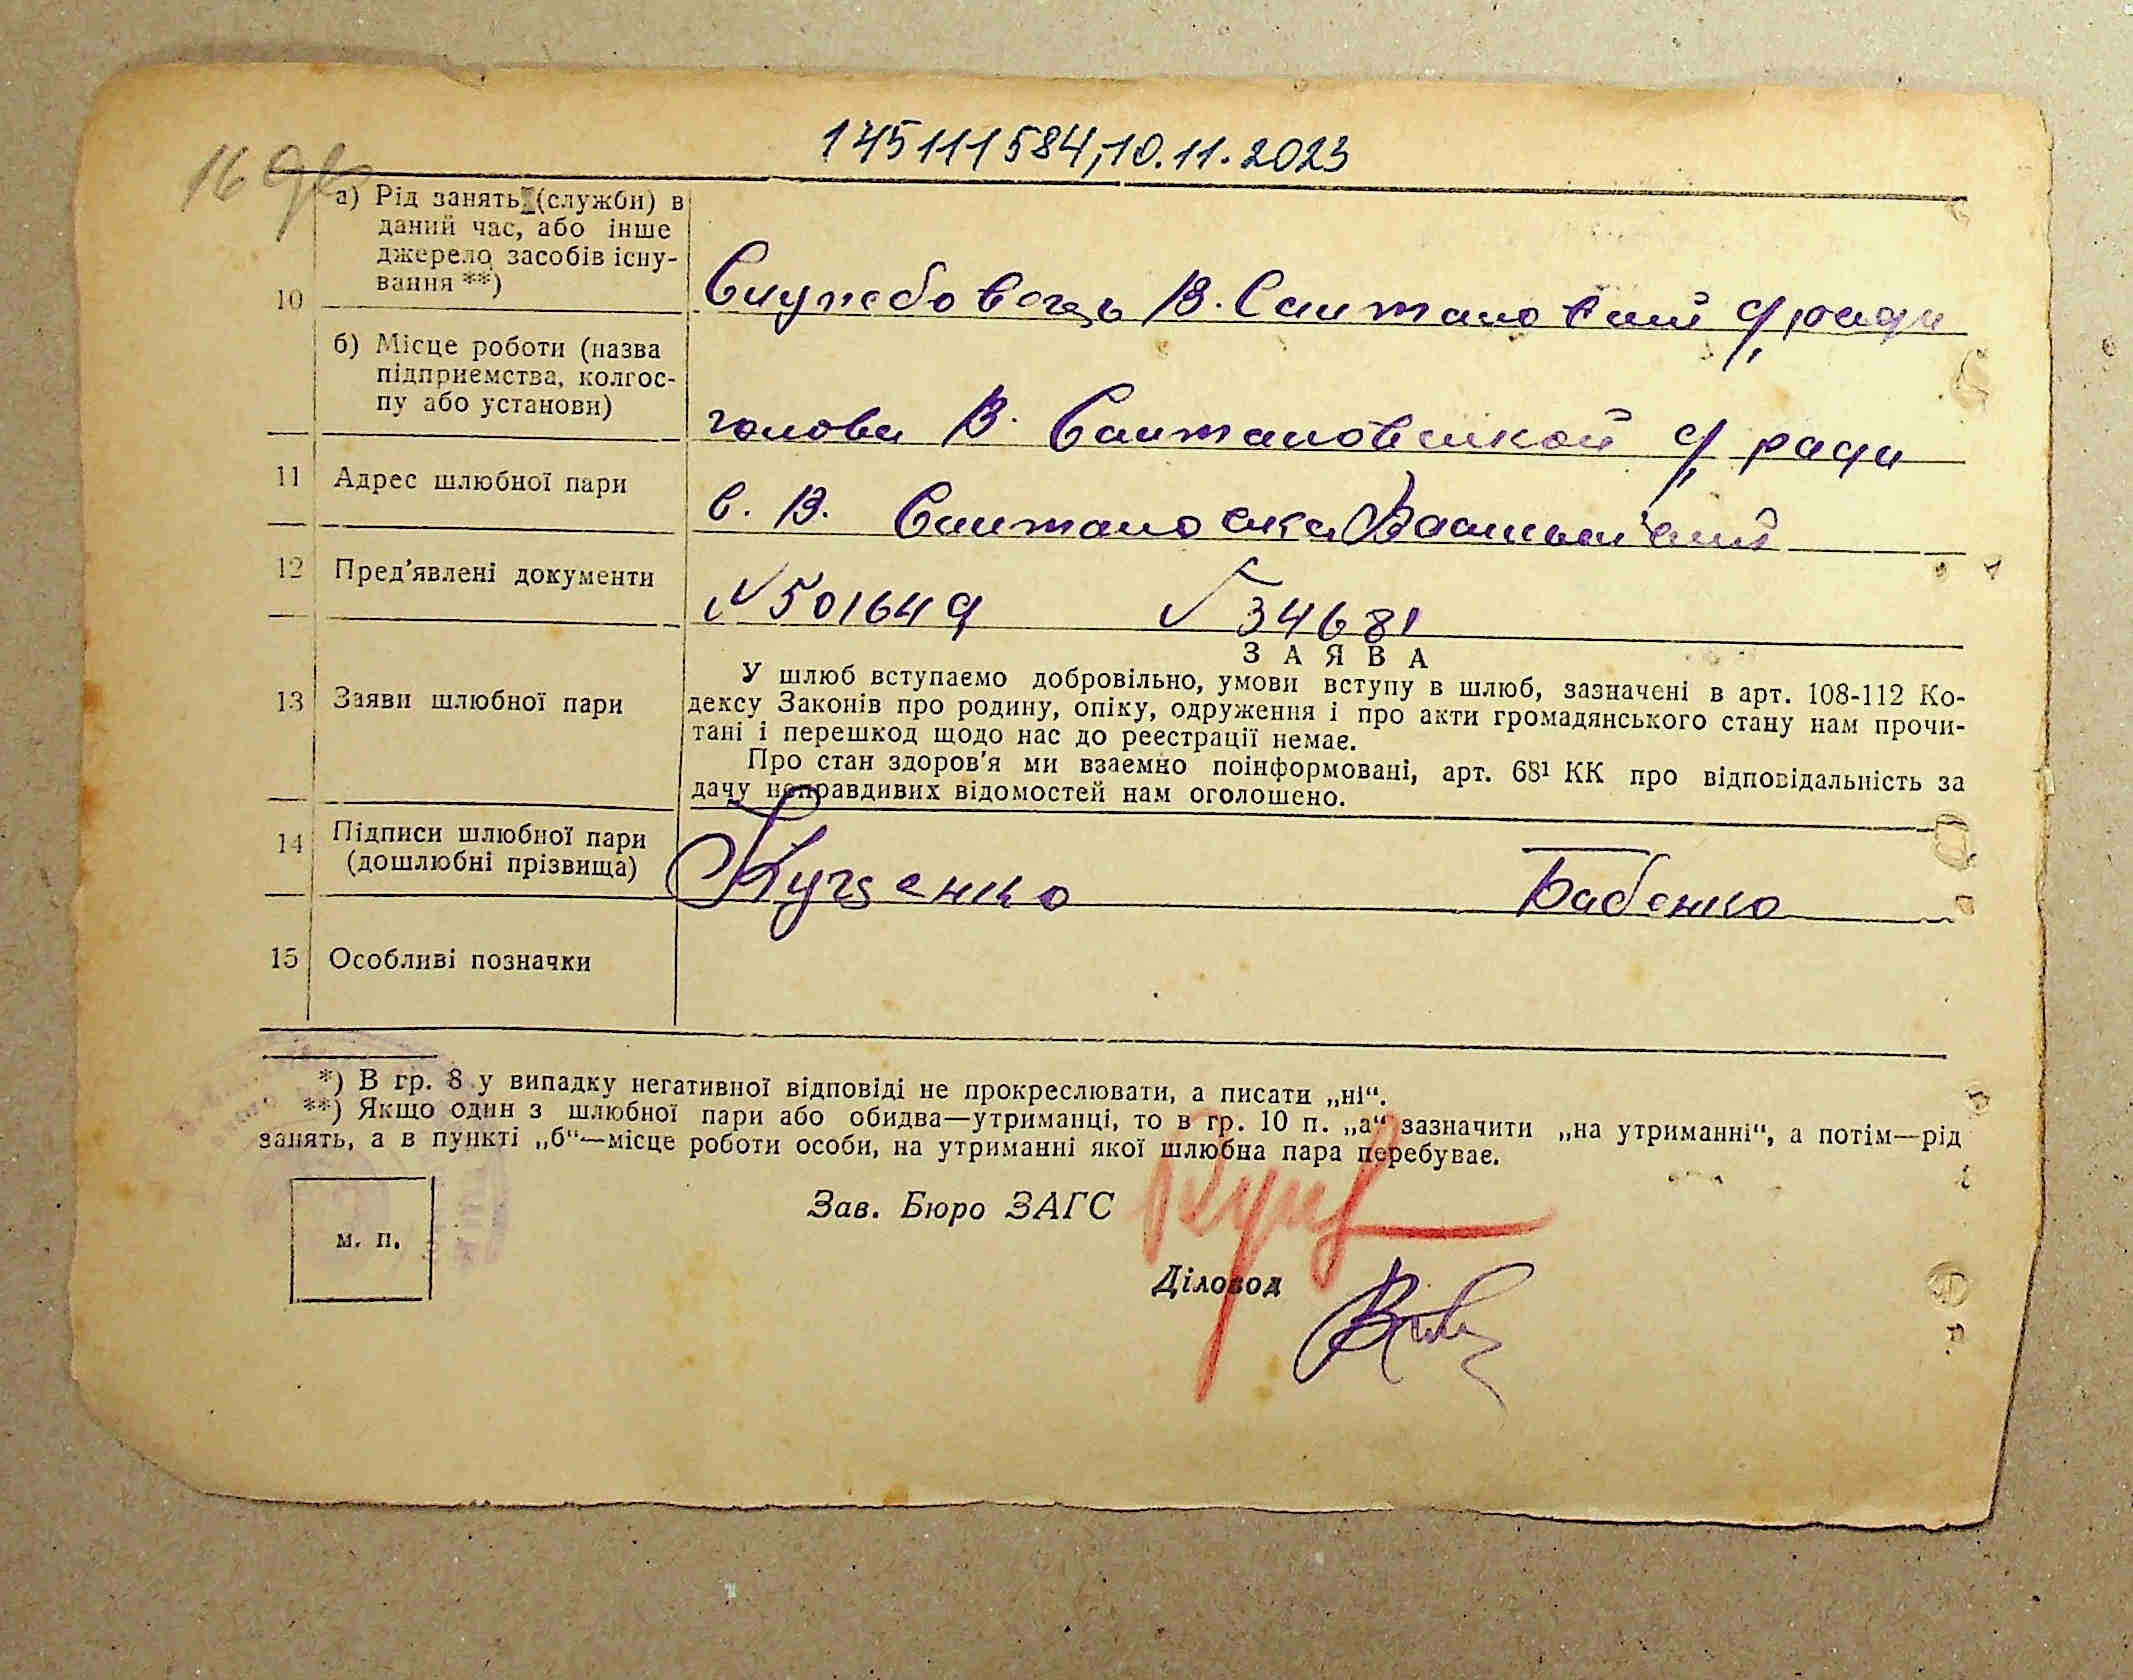 145111584, 10.11.2023
16
10
а) Рід занять (служби) в
даний час, або інше
джерело засобів існу-
вання **)
Службовець В. Салтановский с/ради
б) Місце роботи (назва
підприємства, колгос-
пу або установи)
голова В. Салтановской с/ради
11 Адрес шлюбної пари
с. В. Салтановка
12 Пред'явлені документи
№ 501649 № 34681
ЗАЯВА
13 Заяви шлюбної пари
У шлюб вступаємо добровільно, умови вступу в шлюб, зазначені в арт. 108-112 Ко-
дексу Законів про родину, опіку, одруження і про акти громадянського стану нам прочи-
тані і перешкод щодо нас до реєстрації немає.
Про стан здоров'я ми взаємно поінформовані, арт. 68¹ КК про відповідальність за
дачу неправдивих відомостей нам оголошено.
14 Підписи шлюбної пари
(дошлюбні прізвища)
Куценко Бабенко
15 Особливі позначки
*) В гр. 8 у випадку негативної відповіді не прокреслювати, а писати „ні“.
**) Якщо один з шлюбної пари або обидва—утриманці, то в гр. 10 п. „а“ зазначити „на утриманні“, а потім—рід
занять, а в пункті „б“—місце роботи особи, на утриманні якої шлюбна пара перебуває.
Зав. Бюро ЗАГС
м. п.
Діловод